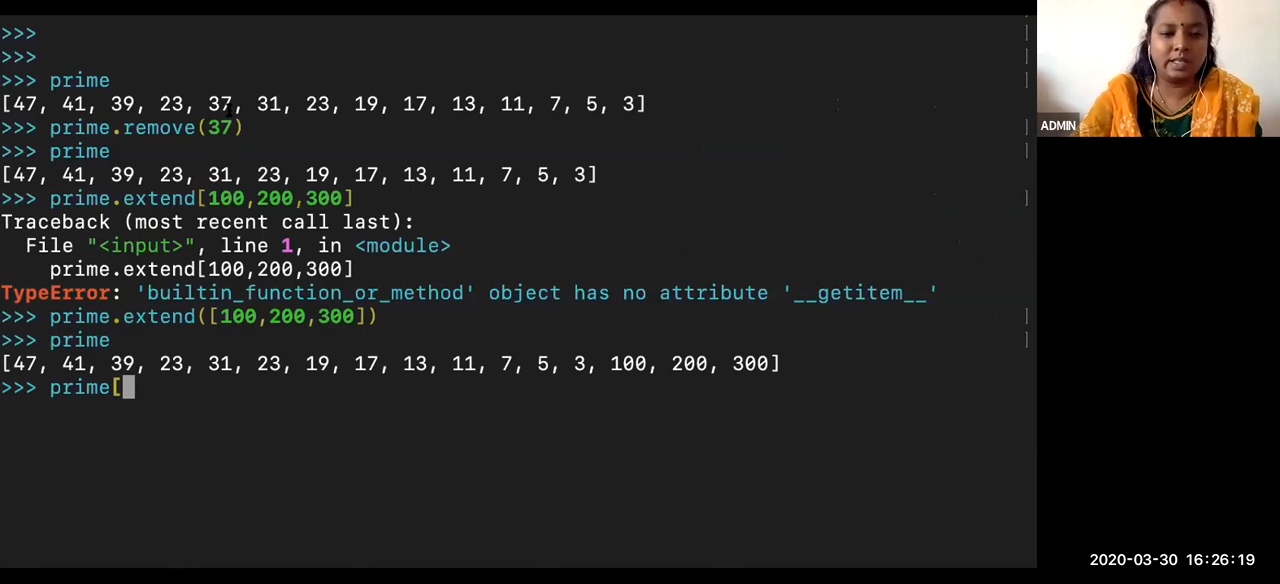 >>>
>>>
>>> prime
[47, 41, 39, 23, 37, 31, 23, 19, 17, 13, 11, 7, 5, 3]
>>> prime.remove(37)
>>> prime
[47, 41, 39, 23, 31, 23, 19, 17, 13, 11, 7, 5, 3]
>>> prime.extend[100,200,300]
Traceback (most recent call last):
  File "<input>", line 1, in <module>
    prime.extend[100,200,300]
TypeError: 'builtin_function_or_method' object has no attribute '__getitem__'
>>> prime.extend([100,200,300])
>>> prime
[47, 41, 39, 23, 31, 23, 19, 17, 13, 11, 7, 5, 3, 100, 200, 300]
>>> prime[
ADMIN
2020-03-30 16:26:19